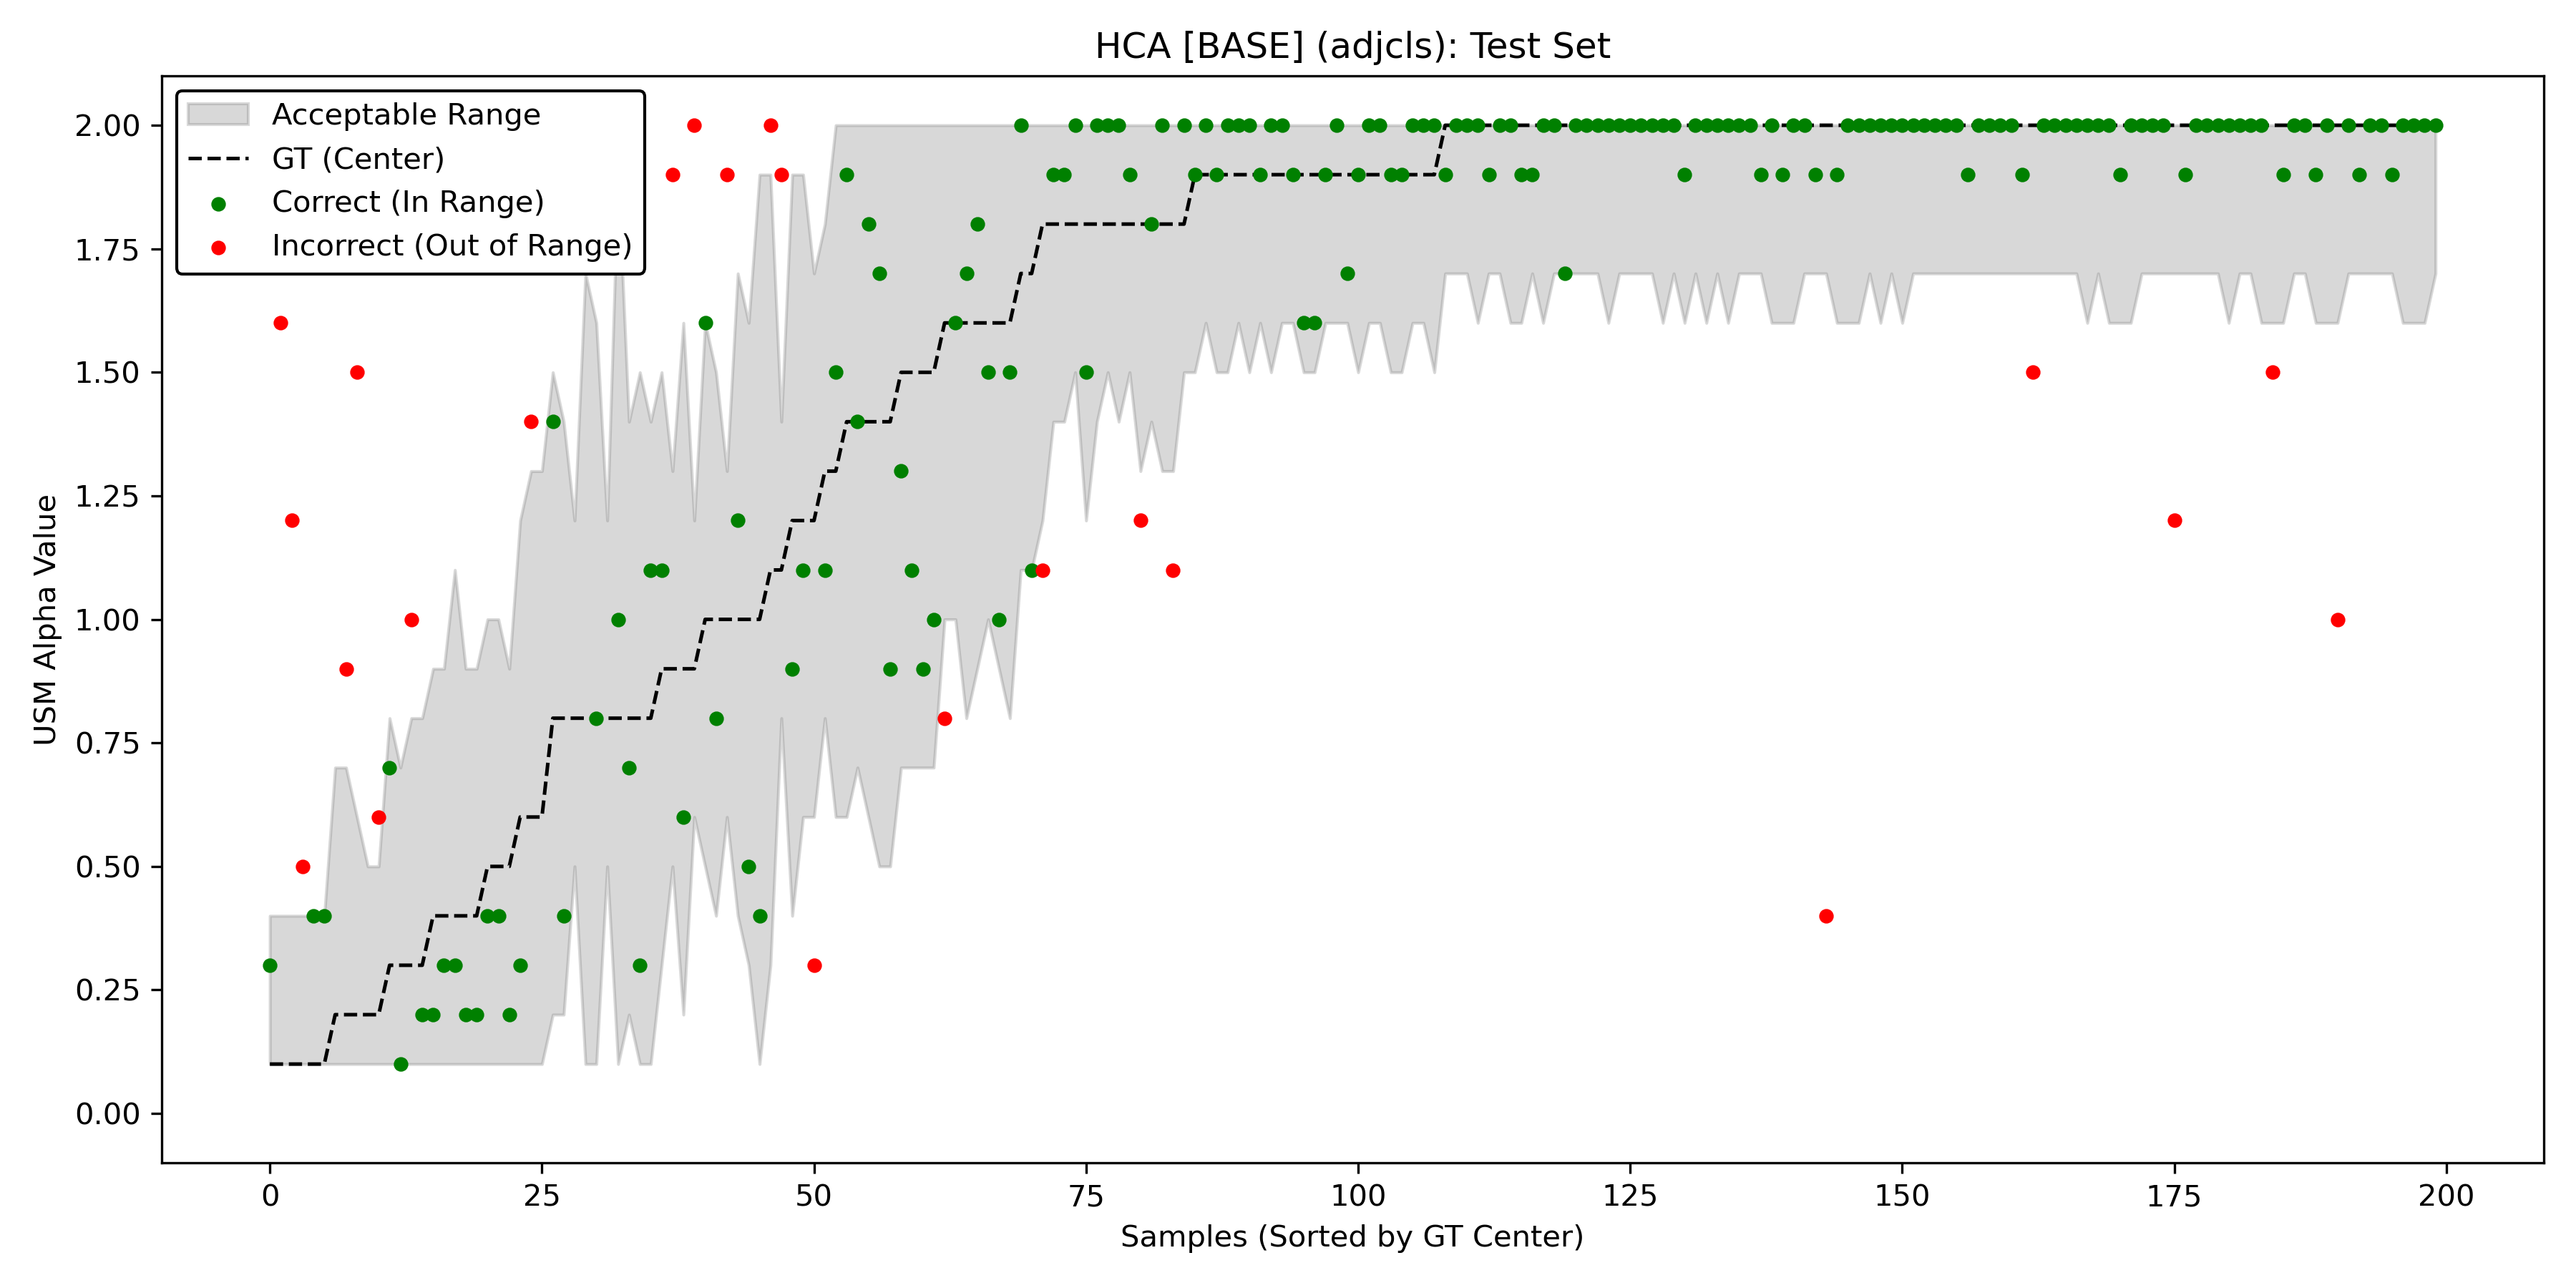 HCA [BASE] (adjcls): Test Set
Acceptable Range
GT (Center)
Correct (In Range)
Incorrect (Out of Range)
USM Alpha Value
2.00
1.75
1.50
1.25
1.00
0.75
0.50
0.25
0.00
0 25 50 75 100 125 150 175 200
Samples (Sorted by GT Center)